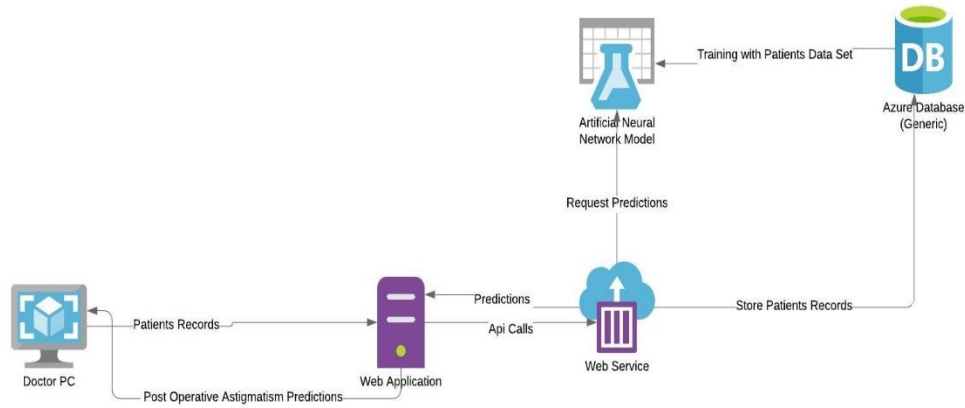 Training with Patients Data Set
DB
Azure Database
(Generic)
Artificial Neural
Network Model
Request Predictions
Predictions
Store Patients Records
Patients Records
Api Calls
Doctor PC
Web Application
Web Service
Post Operative Astigmatism Predictions